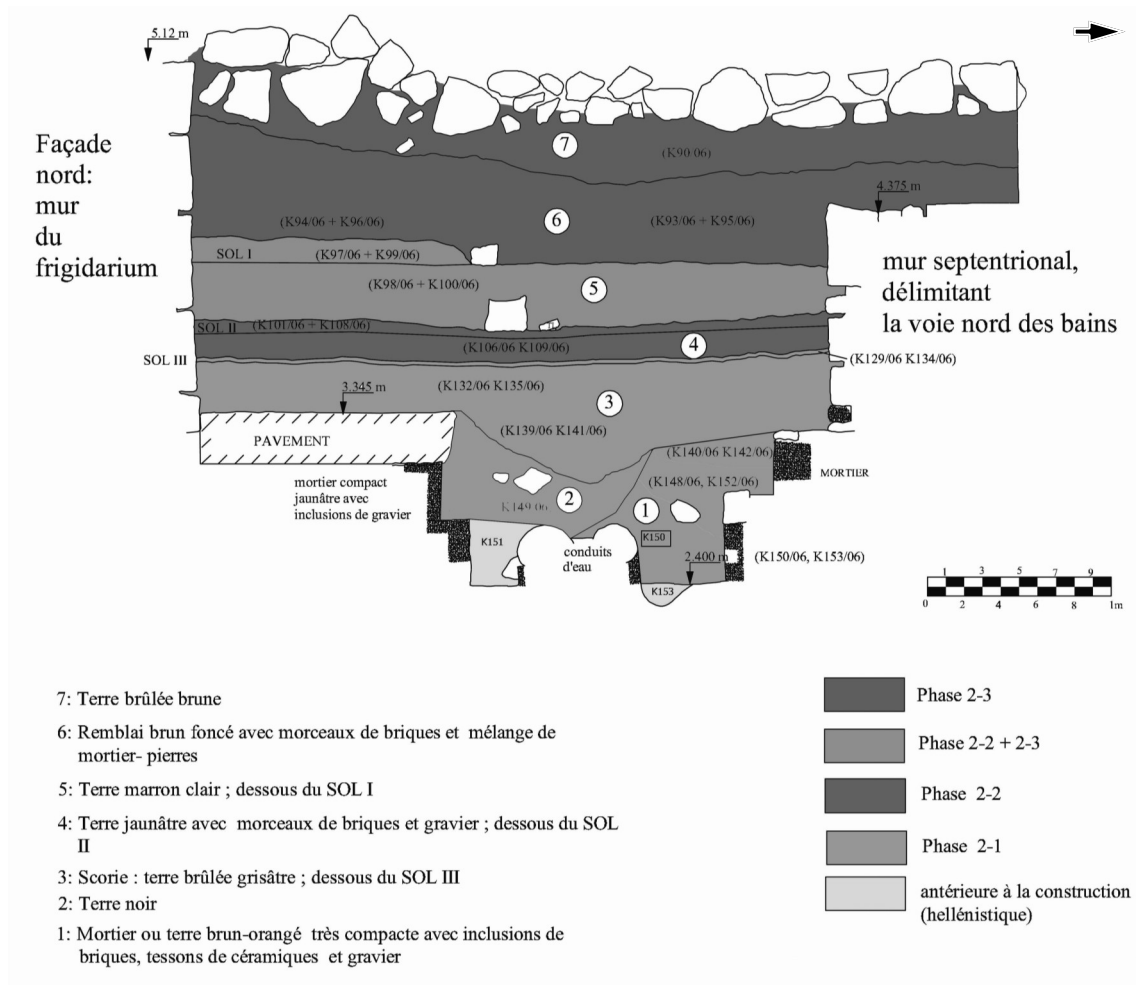 5.12 m
Façade
nord:
mur
du
frigidarium
7
(K90/06)
4.375 m
(K94/06 + K96/06)
6
(K93/06 + K95/06)
SOL I
(K97/06 + K99/06)
mur septentrional,
délimitant
la voie nord des bains
(K98/06 + K100/06)
5
SOL II
(K101/06 + K108/06)
(K106/06 K109/06)
4
SOL III
(K129/06 K134/06)
3.345 m
(K132/06 K135/06)
3
(K139/06 K141/06)
PAVEMENT
(K140/06 K142/06)
MORTIER
mortier compact
jaunâtre avec
inclusions de gravier
(K148/06, K152/06)
2
K149/06
1
K151
conduits
d'eau
K150
2.400 m
(K150/06, K153/06)
K153
1 3 5 7 9
0 2 4 6 8 1m
7: Terre brûlée brune
6: Remblai brun foncé avec morceaux de briques et mélange de
mortier- pierres
5: Terre marron clair ; dessous du SOL I
4: Terre jaunâtre avec morceaux de briques et gravier ; dessous du SOL
II
3: Scorie : terre brûlée grisâtre ; dessous du SOL III
2: Terre noir
1: Mortier ou terre brun-orangé très compacte avec inclusions de
briques, tessons de céramiques et gravier
Phase 2-3
Phase 2-2 + 2-3
Phase 2-2
Phase 2-1
antérieure à la construction
(hellénistique)